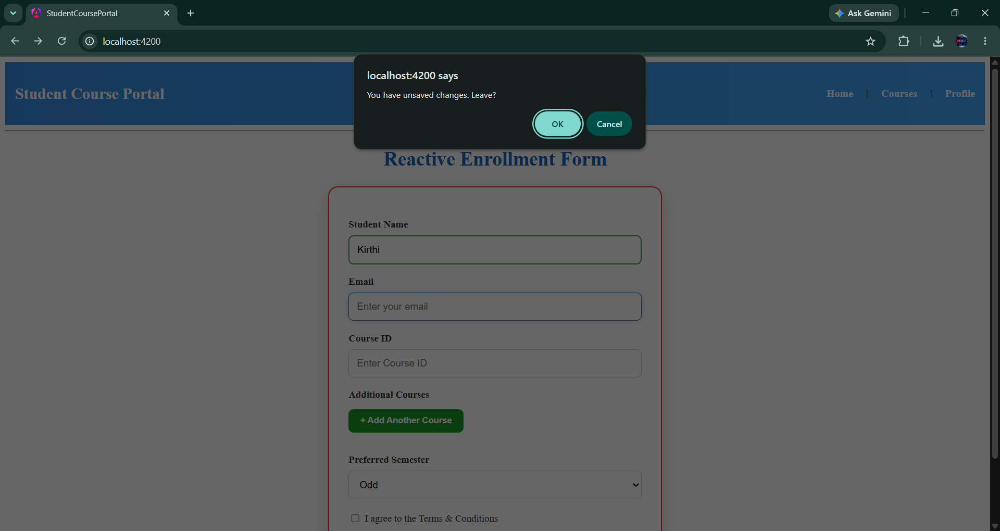 StudentCoursePortal
Ask Gemini
localhost:4200
MRK
localhost:4200 says
You have unsaved changes. Leave?
OK
Cancel
Student Course Portal
Home | Courses | Profile
Reactive Enrollment Form
Student Name
Kirthi
Email
Enter your email
Course ID
Enter Course ID
Additional Courses
+ Add Another Course
Preferred Semester
Odd
I agree to the Terms & Conditions